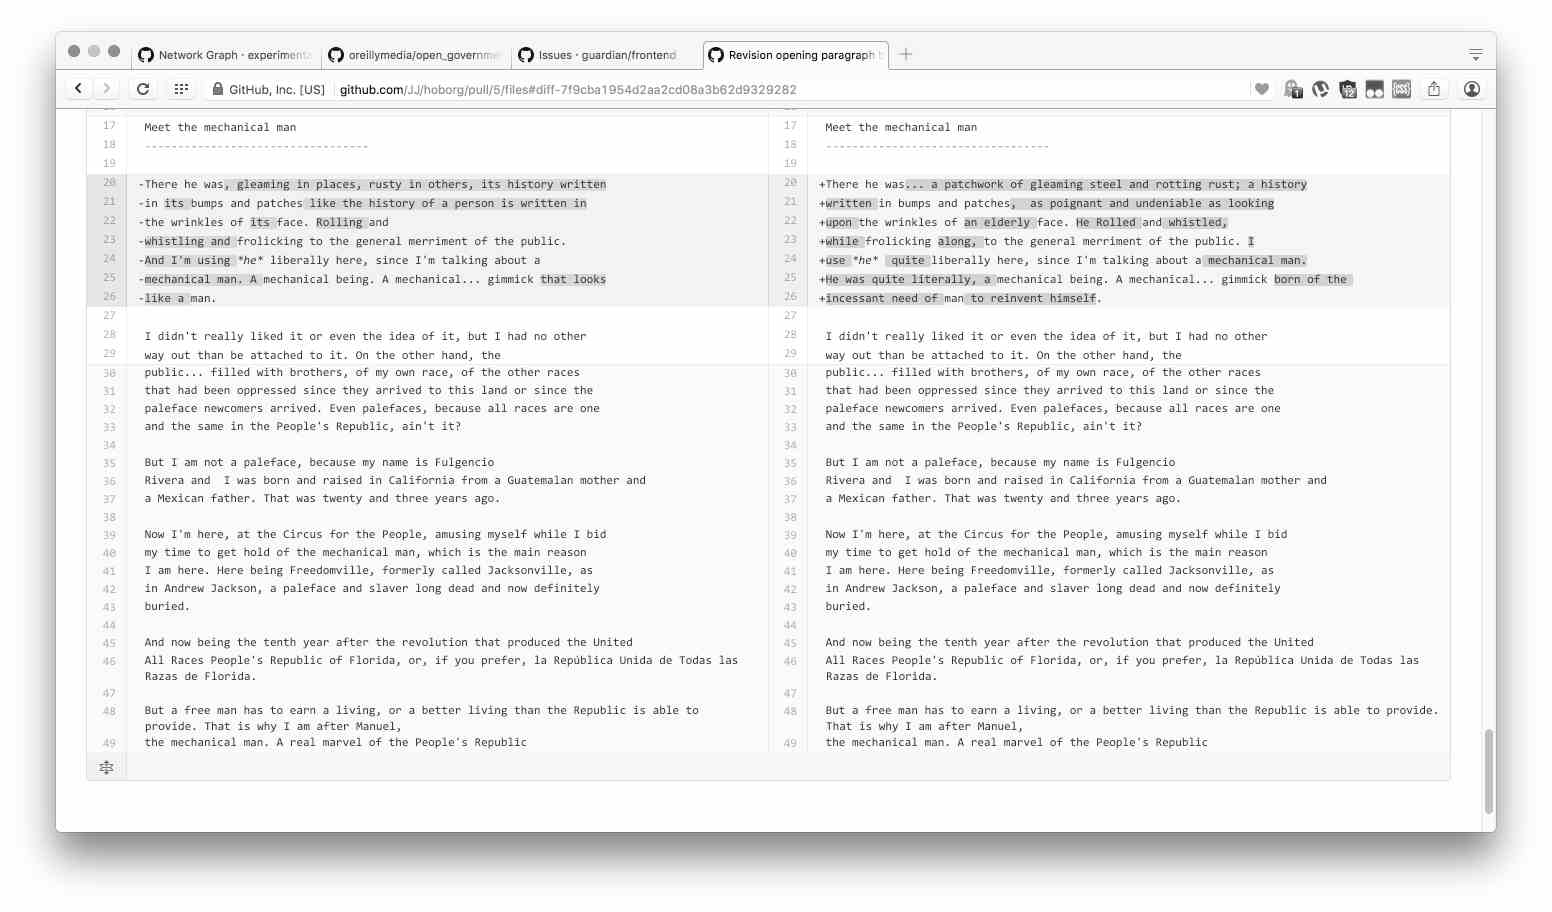 Network Graph · experimenta
oreillymedia/open_governme
Issues · guardian/frontend
Revision opening paragraph b
GitHub, Inc. [US] github.com/JJ/hoborg/pull/5/files#diff-7f9cba1954d2aa2cd08a3b62d9329282
1
12
17 Meet the mechanical man
18 ----------------------------------
19
20 -There he was, gleaming in places, rusty in others, its history written
21 -in its bumps and patches like the history of a person is written in
22 -the wrinkles of its face. Rolling and
23 -whistling and frolicking to the general merriment of the public.
24 -And I'm using *he* liberally here, since I'm talking about a
25 -mechanical man. A mechanical being. A mechanical... gimmick that looks
26 -like a man.
27
28 I didn't really liked it or even the idea of it, but I had no other
29 way out than be attached to it. On the other hand, the
30 public... filled with brothers, of my own race, of the other races
31 that had been oppressed since they arrived to this land or since the
32 paleface newcomers arrived. Even palefaces, because all races are one
33 and the same in the People's Republic, ain't it?
34
35 But I am not a paleface, because my name is Fulgencio
36 Rivera and  I was born and raised in California from a Guatemalan mother and
37 a Mexican father. That was twenty and three years ago.
38
39 Now I'm here, at the Circus for the People, amusing myself while I bid
40 my time to get hold of the mechanical man, which is the main reason
41 I am here. Here being Freedomville, formerly called Jacksonville, as
42 in Andrew Jackson, a paleface and slaver long dead and now definitely
43 buried.
44
45 And now being the tenth year after the revolution that produced the United
46 All Races People's Republic of Florida, or, if you prefer, la República Unida de Todas las
Razas de Florida.
47
48 But a free man has to earn a living, or a better living than the Republic is able to
provide. That is why I am after Manuel,
49 the mechanical man. A real marvel of the People's Republic
17 Meet the mechanical man
18 ----------------------------------
19
20 +There he was... a patchwork of gleaming steel and rotting rust; a history
21 +written in bumps and patches,  as poignant and undeniable as looking
22 +upon the wrinkles of an elderly face. He Rolled and whistled,
23 +while frolicking along, to the general merriment of the public. I
24 +use *he*  quite liberally here, since I'm talking about a mechanical man.
25 +He was quite literally, a mechanical being. A mechanical... gimmick born of the
26 +incessant need of man to reinvent himself.
27
28 I didn't really liked it or even the idea of it, but I had no other
29 way out than be attached to it. On the other hand, the
30 public... filled with brothers, of my own race, of the other races
31 that had been oppressed since they arrived to this land or since the
32 paleface newcomers arrived. Even palefaces, because all races are one
33 and the same in the People's Republic, ain't it?
34
35 But I am not a paleface, because my name is Fulgencio
36 Rivera and  I was born and raised in California from a Guatemalan mother and
37 a Mexican father. That was twenty and three years ago.
38
39 Now I'm here, at the Circus for the People, amusing myself while I bid
40 my time to get hold of the mechanical man, which is the main reason
41 I am here. Here being Freedomville, formerly called Jacksonville, as
42 in Andrew Jackson, a paleface and slaver long dead and now definitely
43 buried.
44
45 And now being the tenth year after the revolution that produced the United
46 All Races People's Republic of Florida, or, if you prefer, la República Unida de Todas las
Razas de Florida.
47
48 But a free man has to earn a living, or a better living than the Republic is able to provide.
That is why I am after Manuel,
49 the mechanical man. A real marvel of the People's Republic